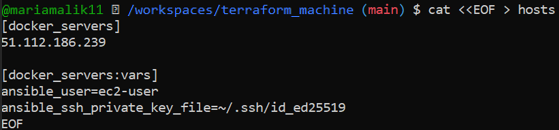 @mariamalik11 /workspaces/terraform_machine (main) $ cat <<EOF > hosts
[docker_servers]
51.112.186.239

[docker_servers:vars]
ansible_user=ec2-user
ansible_ssh_private_key_file=~/.ssh/id_ed25519
EOF